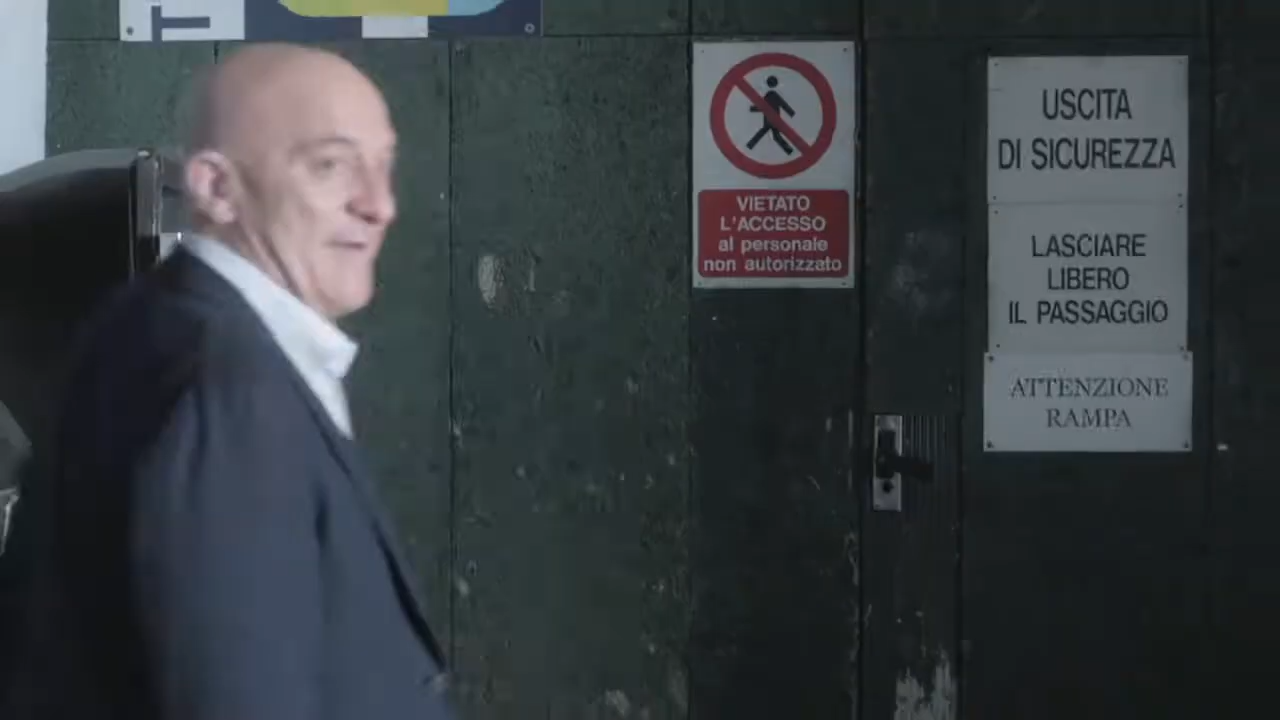 VIETATO
L'ACCESSO
al personale
non autorizzato
USCITA
DI SICUREZZA
LASCIARE
LIBERO
IL PASSAGGIO
ATTENZIONE
RAMPA